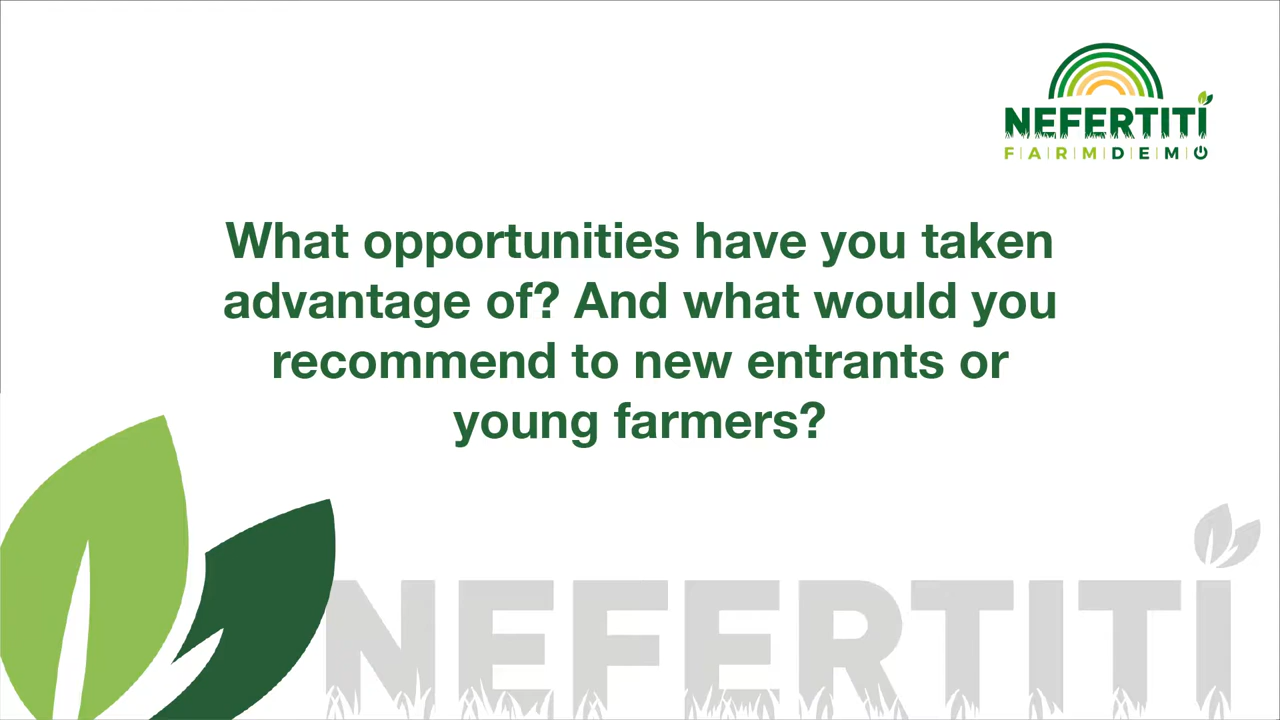 NEFERTITI
FARMDEMO
What opportunities have you taken
advantage of? And what would you
recommend to new entrants or
young farmers?
NEFERTITI